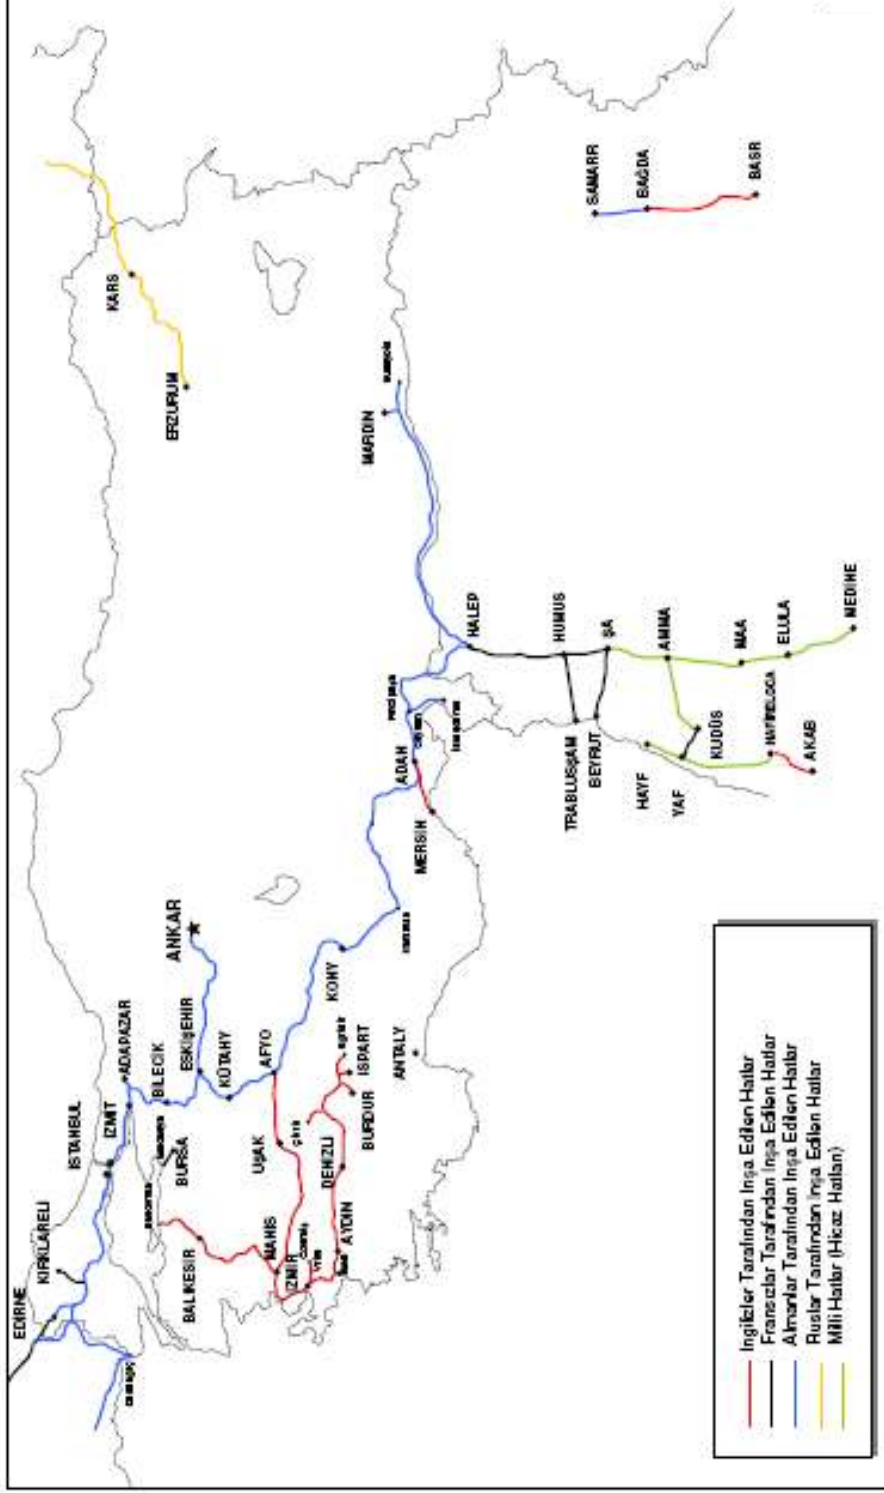 EDİRNE
KIRKLARELİ
İSTANBUL
İZMİT
ADAPAZAR
BİLECİK
BURSA
ESKİŞEHİR
ANKAR
KÜTAHY
BALIKESİR
AFYO
UŞAK
MANİS
İZMİR
AYDIN
DENİZLİ
BURDUR
ISPART
KONY
ANTALY
MERSİN
ADAN
MARDİN
ERZURUM
KARS
HALEP
HUMUS
TRABLUSŞAM
ŞA
BEYRUT
AMMA
HAYF
YAF
KUDÜS
MAA
ELULA
MEDİNE
AKAB
SAMARR
BAĞDA
BASR
İngilizler Tarafından İnşa Edilen Hatlar
Fransızlar Tarafından İnşa Edilen Hatlar
Almanlar Tarafından İnşa Edilen Hatlar
Ruslar Tarafından İnşa Edilen Hatlar
Milli Hatlar (Hicaz Hatları)